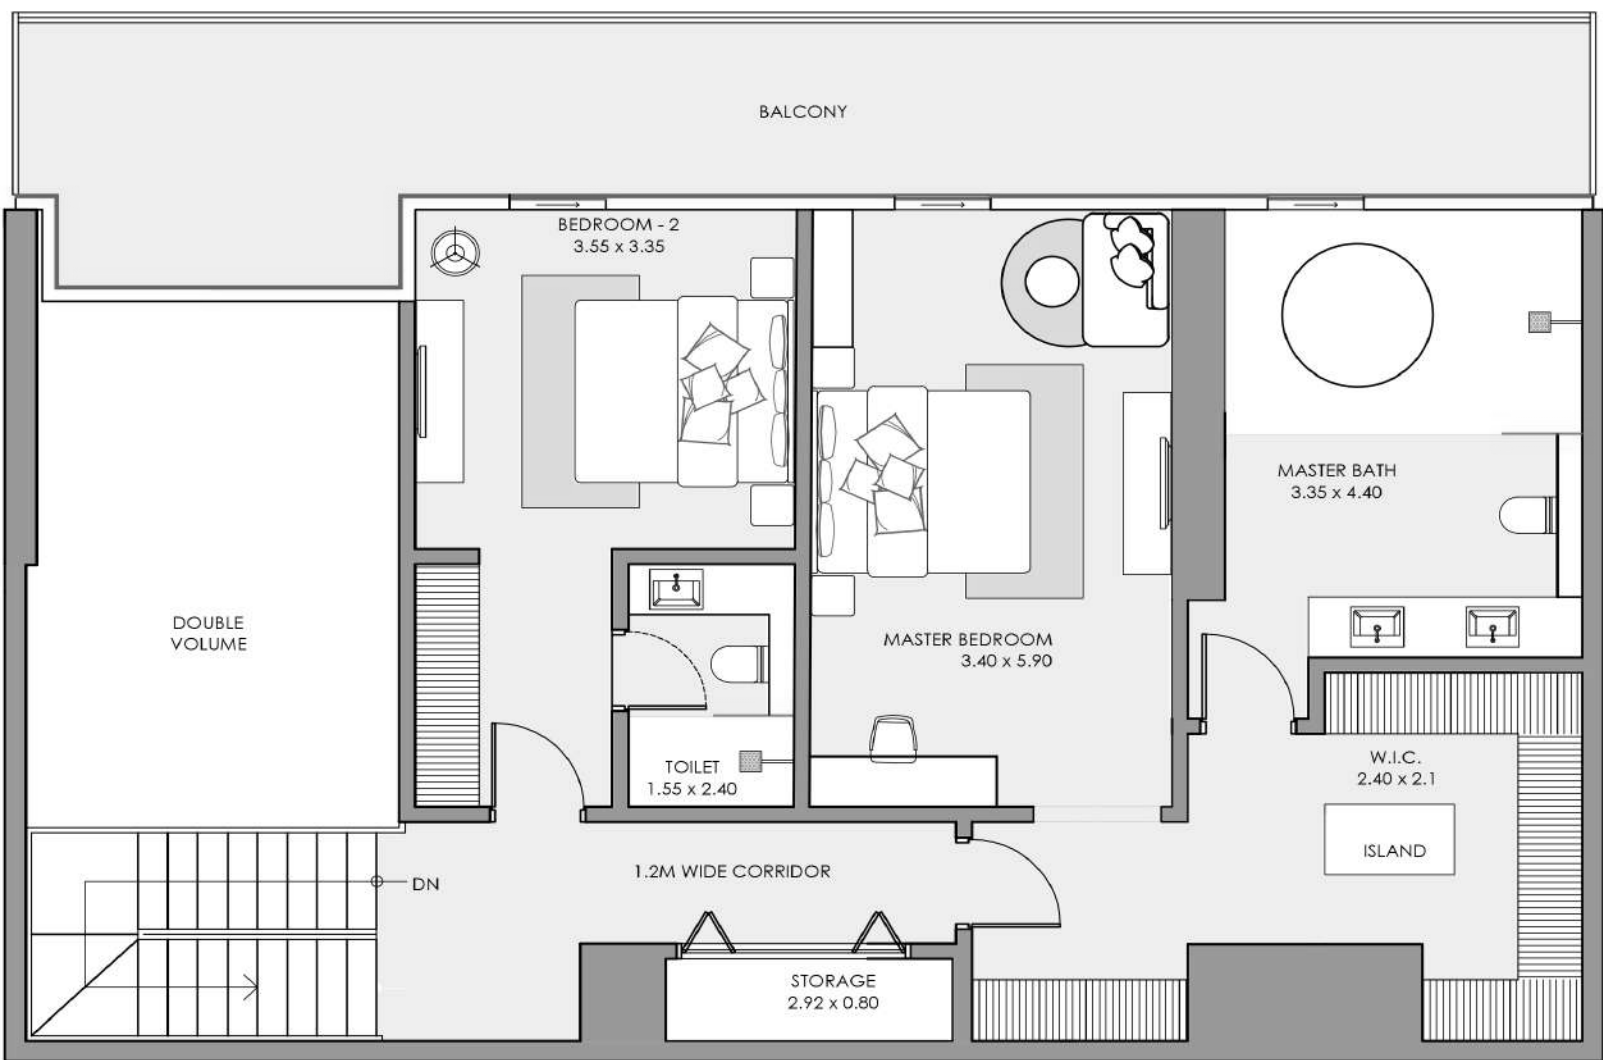 BALCONY
BEDROOM - 2
3.55 x 3.35
MASTER BATH
3.35 x 4.40
DOUBLE
VOLUME
MASTER BEDROOM
3.40 x 5.90
TOILET
1.55 x 2.40
W.I.C.
2.40 x 2.1
ISLAND
1.2M WIDE CORRIDOR
DN
STORAGE
2.92 x 0.80